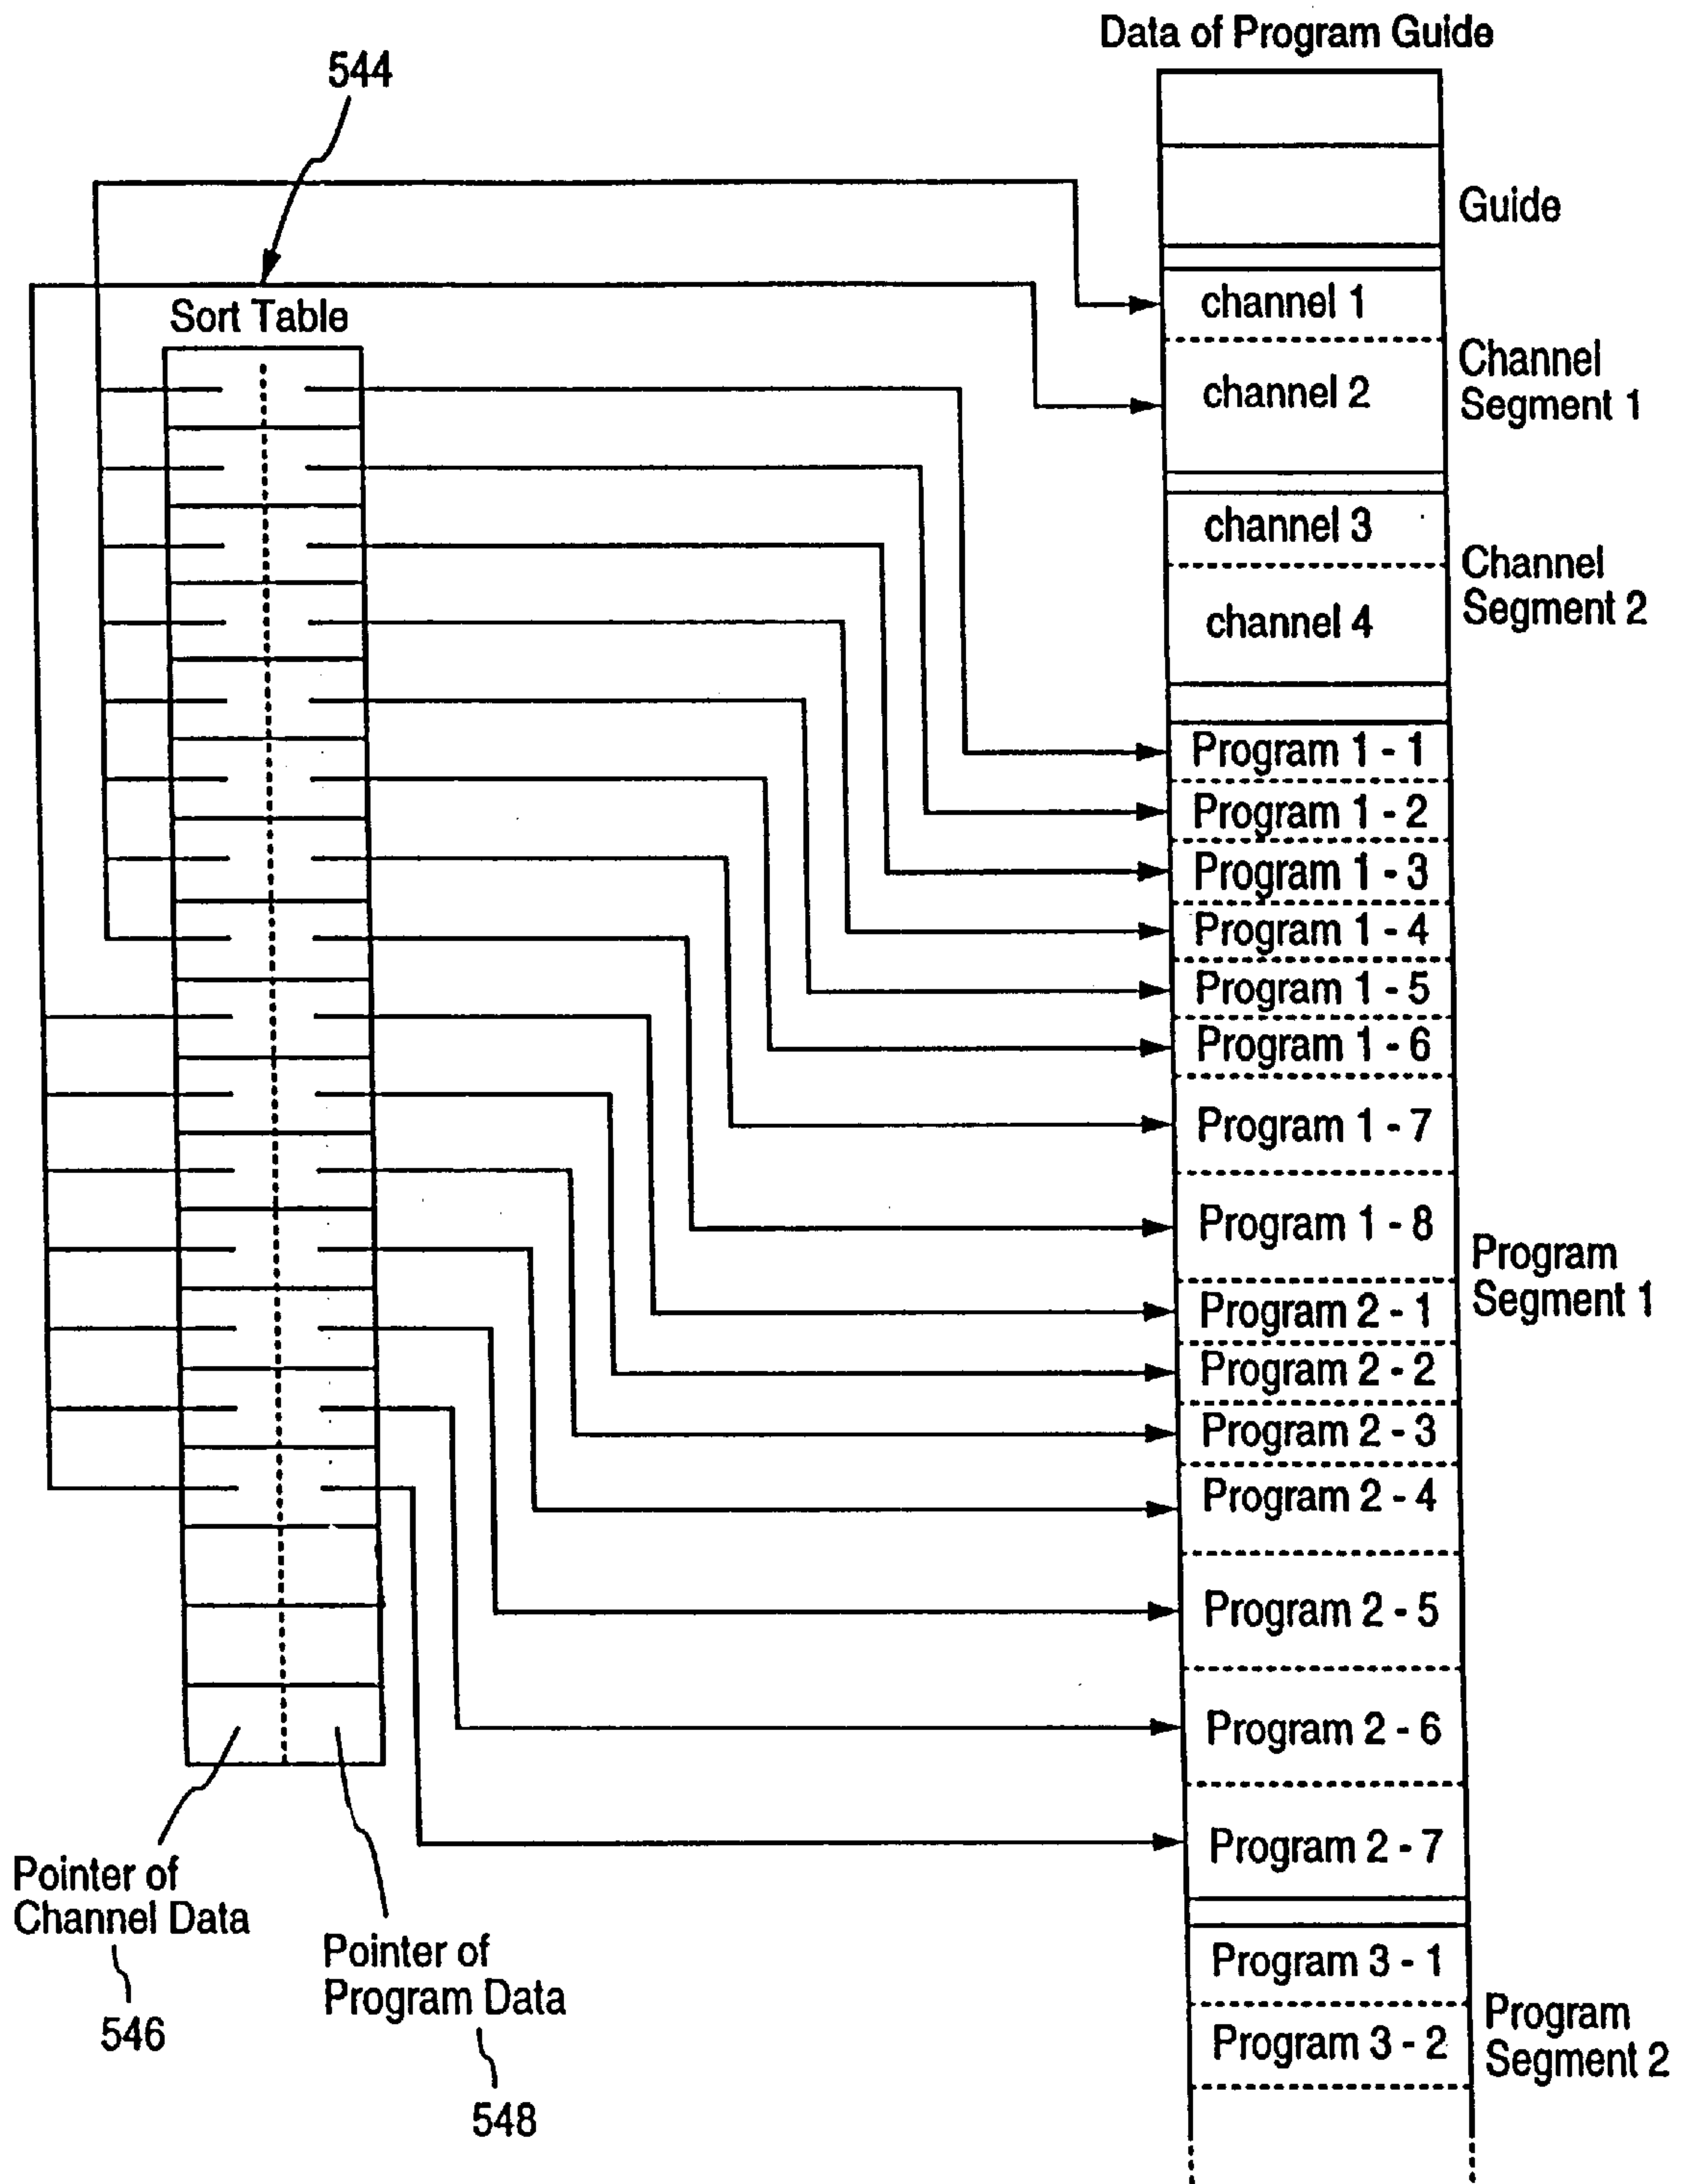 Data of Program Guide
544
Guide
Sort Table
channel 1
channel 2
Channel
Segment 1
channel 3
channel 4
Channel
Segment 2
Program 1 - 1
Program 1 - 2
Program 1 - 3
Program 1 - 4
Program 1 - 5
Program 1 - 6
Program 1 - 7
Program 1 - 8
Program 2 - 1
Program 2 - 2
Program 2 - 3
Program 2 - 4
Program 2 - 5
Program 2 - 6
Program 2 - 7
Program
Segment 1
Program 3 - 1
Program 3 - 2
Program
Segment 2
Pointer of
Channel Data
546
Pointer of
Program Data
548